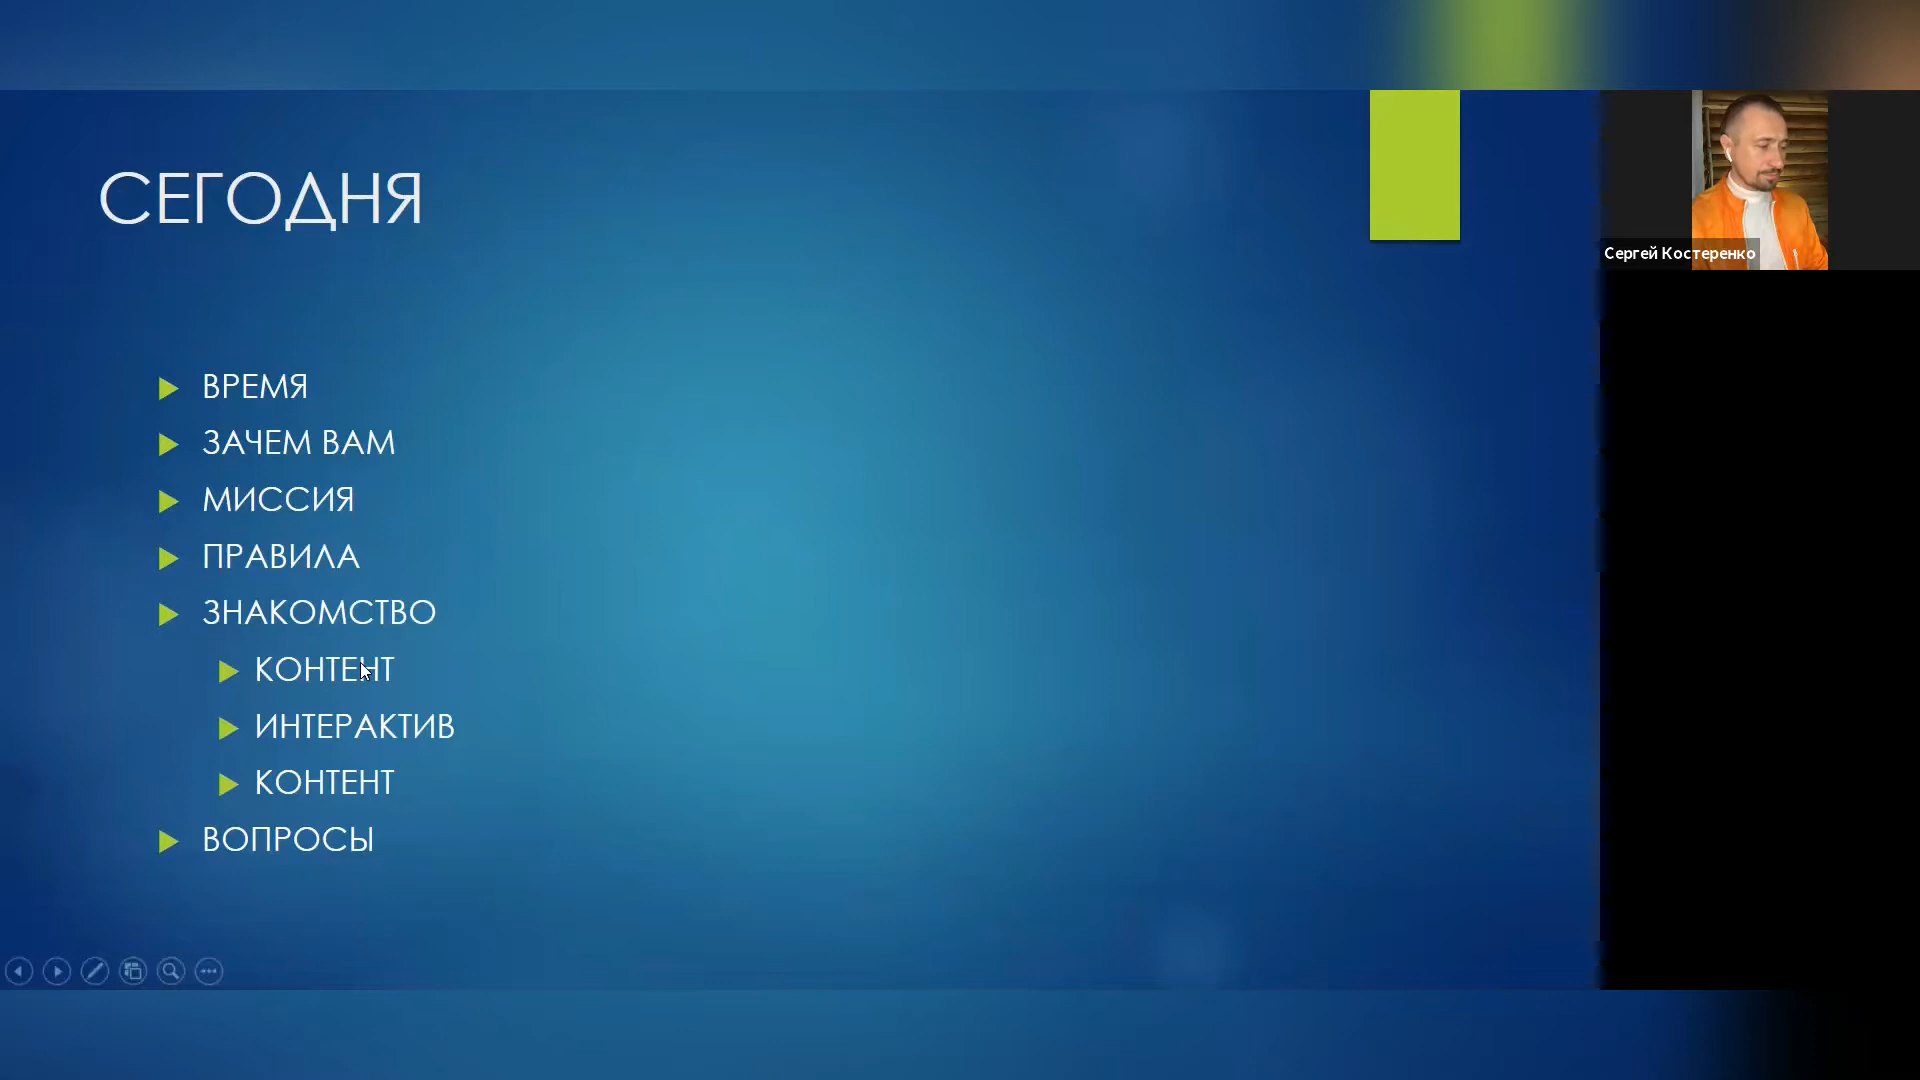 СЕГОДНЯ
ВРЕМЯ
ЗАЧЕМ ВАМ
МИССИЯ
ПРАВИЛА
ЗНАКОМСТВО
КОНТЕНТ
ИНТЕРАКТИВ
КОНТЕНТ
ВОПРОСЫ
Сергей Костеренко